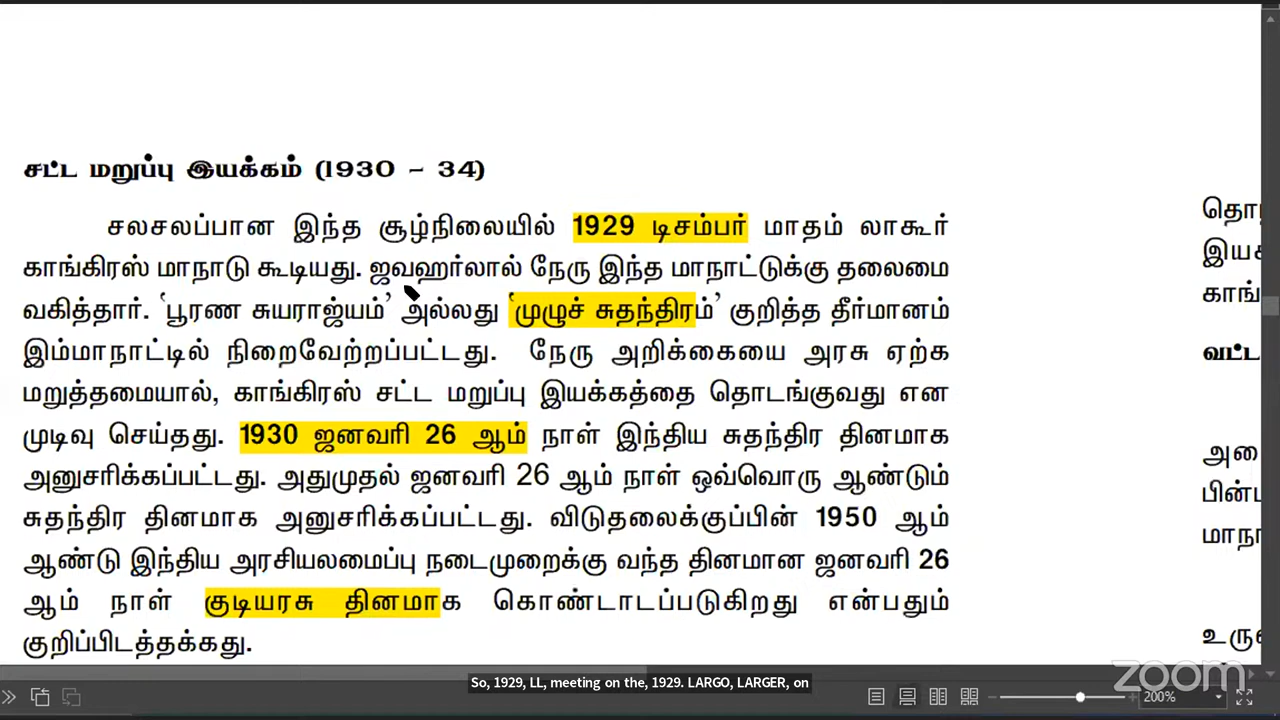 சட்ட மறுப்பு இயக்கம் (1930 – 34)
சலசலப்பான இந்த சூழ்நிலையில் 1929 டிசம்பர் மாதம் லாகூர்
காங்கிரஸ் மாநாடு கூடியது. ஜவஹர்லால் நேரு இந்த மாநாட்டுக்கு தலைமை
வகித்தார். 'பூரண சுயராஜ்யம்' அல்லது 'முழுச் சுதந்திரம்' குறித்த தீர்மானம்
இம்மாநாட்டில் நிறைவேற்றப்பட்டது. நேரு அறிக்கையை அரசு ஏற்க
மறுத்தமையால், காங்கிரஸ் சட்ட மறுப்பு இயக்கத்தை தொடங்குவது என
முடிவு செய்தது. 1930 ஜனவரி 26 ஆம் நாள் இந்திய சுதந்திர தினமாக
அனுசரிக்கப்பட்டது. அதுமுதல் ஜனவரி 26 ஆம் நாள் ஒவ்வொரு ஆண்டும்
சுதந்திர தினமாக அனுசரிக்கப்பட்டது. விடுதலைக்குப்பின் 1950 ஆம்
ஆண்டு இந்திய அரசியலமைப்பு நடைமுறைக்கு வந்த தினமான ஜனவரி 26
ஆம் நாள் குடியரசு தினமாக கொண்டாடப்படுகிறது என்பதும்
குறிப்பிடத்தக்கது.
காங்
வட்ட
பின்
மாநா
உரு
So, 1929, LL, meeting on the, 1929. LARGO, LARGER, on
zoom
200%